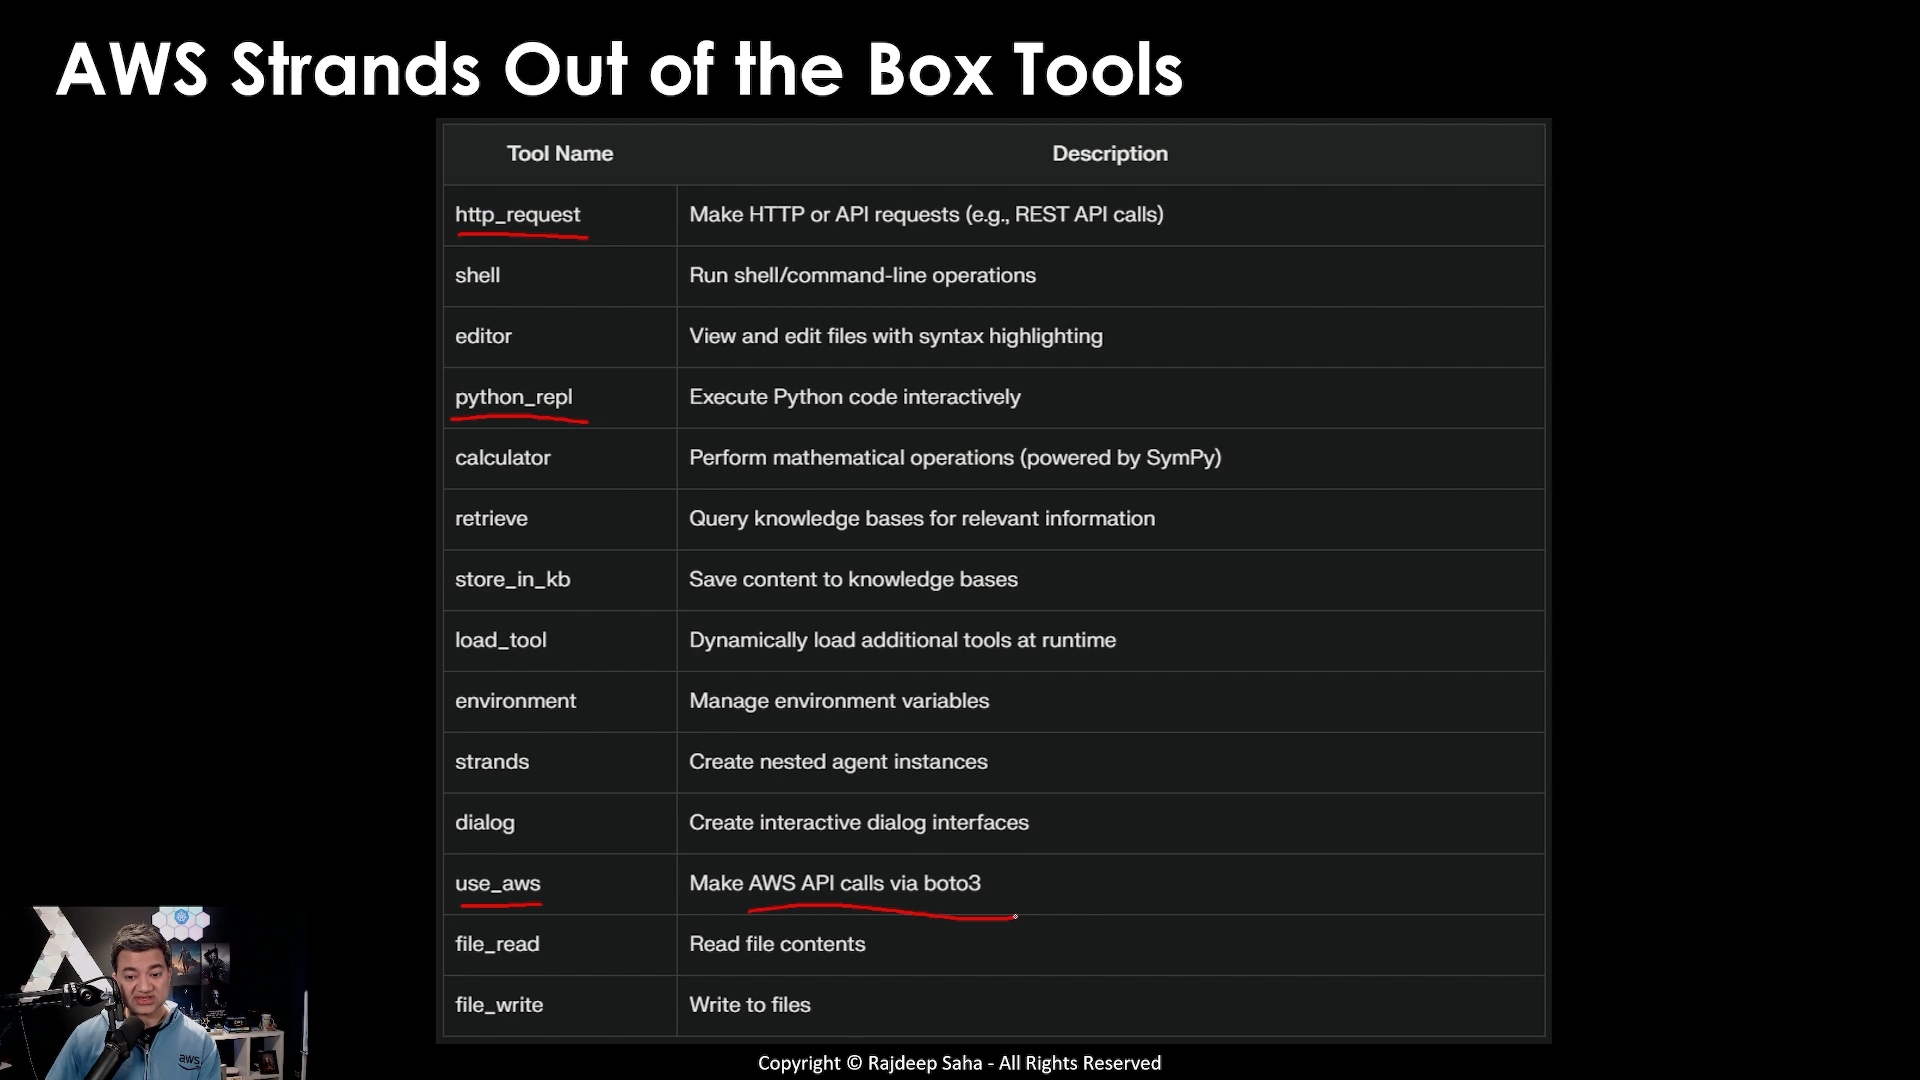 AWS Strands Out of the Box Tools
Tool Name Description
http_request Make HTTP or API requests (e.g., REST API calls)
shell Run shell/command-line operations
editor View and edit files with syntax highlighting
python_repl Execute Python code interactively
calculator Perform mathematical operations (powered by SymPy)
retrieve Query knowledge bases for relevant information
store_in_kb Save content to knowledge bases
load_tool Dynamically load additional tools at runtime
environment Manage environment variables
strands Create nested agent instances
dialog Create interactive dialog interfaces
use_aws Make AWS API calls via boto3
file_read Read file contents
file_write Write to files
aws
Copyright © Rajdeep Saha - All Rights Reserved